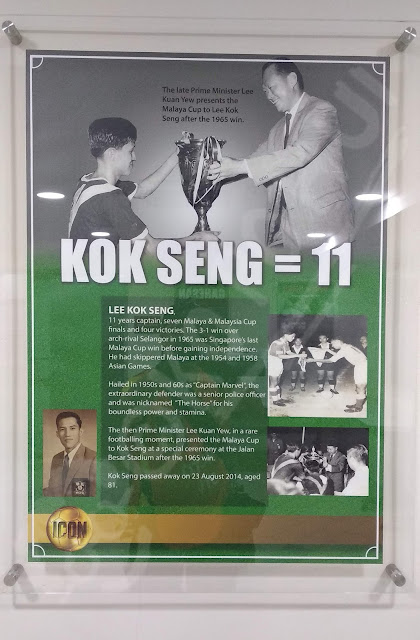 The late Prime Minister Lee
Kuan Yew presents the
Malaya Cup to Lee Kok
Seng after the 1965 win.
KOK SENG = 11
LEE KOK SENG
11 years captain, seven Malaya & Malaysia Cup
finals and four victories. The 3-1 win over
arch-rival Selangor in 1965 was Singapore's last
Malaya Cup win before gaining independence.
He had skippered Malaya at the 1954 and 1958
Asian Games.
Hailed in 1950s and 60s as "Captain Marvel", the
extraordinary defender was a senior police officer
and was nicknamed "The Horse" for his
boundless power and stamina.
The then Prime Minister Lee Kuan Yew, in a rare
footballing moment, presented the Malaya Cup
to Kok Seng at a special ceremony at the Jalan
Besar Stadium after the 1965 win.
Kok Seng passed away on 23 August 2014, aged
81.
ICON